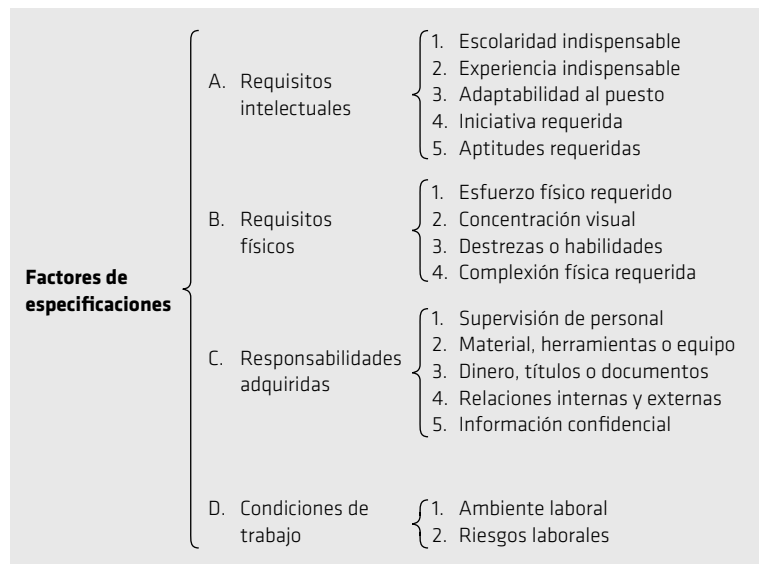 Factores de
especificaciones
A. Requisitos
intelectuales
1. Escolaridad indispensable
2. Experiencia indispensable
3. Adaptabilidad al puesto
4. Iniciativa requerida
5. Aptitudes requeridas
B. Requisitos
físicos
1. Esfuerzo físico requerido
2. Concentración visual
3. Destrezas o habilidades
4. Complexión física requerida
C. Responsabilidades
adquiridas
1. Supervisión de personal
2. Material, herramientas o equipo
3. Dinero, títulos o documentos
4. Relaciones internas y externas
5. Información confidencial
D. Condiciones de
trabajo
1. Ambiente laboral
2. Riesgos laborales